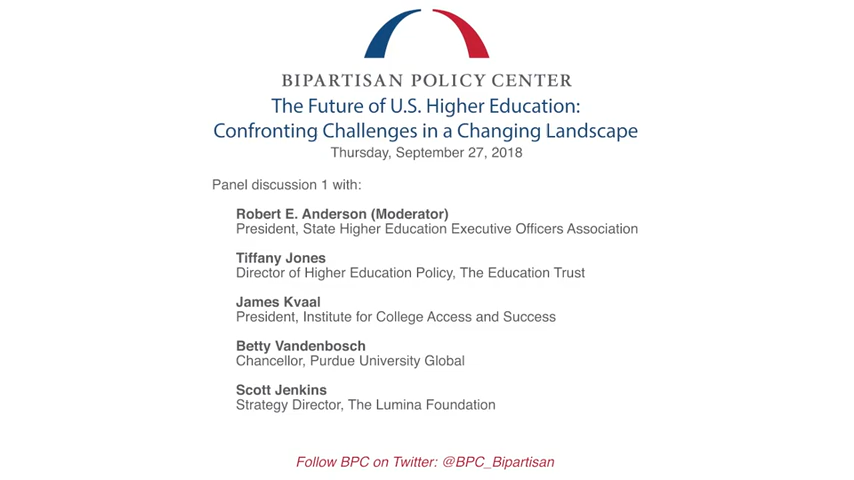 BIPARTISAN POLICY CENTER
The Future of U.S. Higher Education:
Confronting Challenges in a Changing Landscape
Thursday, September 27, 2018
Panel discussion 1 with:
Robert E. Anderson (Moderator)
President, State Higher Education Executive Officers Association
Tiffany Jones
Director of Higher Education Policy, The Education Trust
James Kvaal
President, Institute for College Access and Success
Betty Vandenbosch
Chancellor, Purdue University Global
Scott Jenkins
Strategy Director, The Lumina Foundation
Follow BPC on Twitter: @BPC_Bipartisan